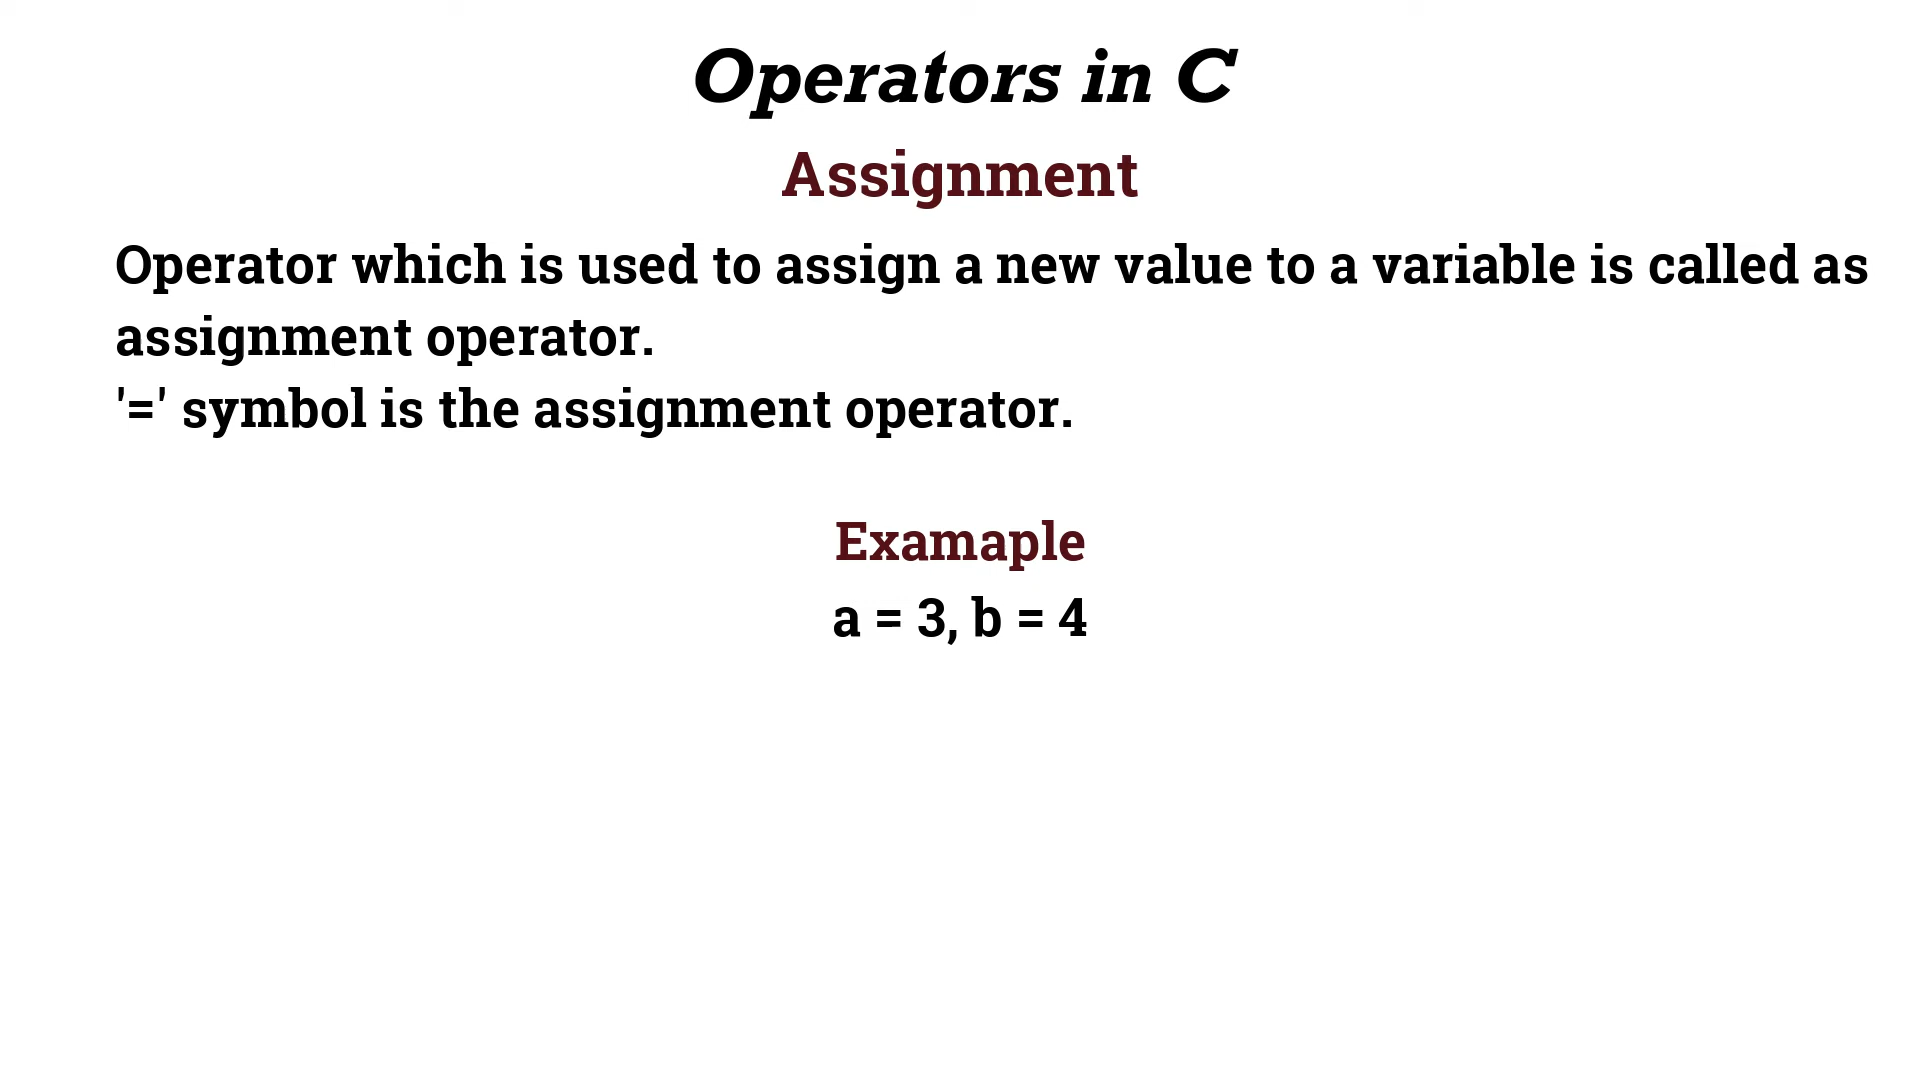 Operators in C
Assignment
Operator which is used to assign a new value to a variable is called as
assignment operator.
'=' symbol is the assignment operator.
Examaple
a = 3, b = 4